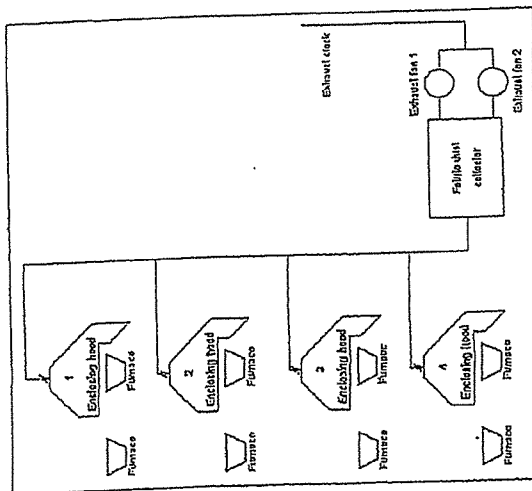 1
Enclosing hood
Furnace
Furnace
2
Enclosing hood
Furnace
Furnace
3
Enclosing hood
Furnace
Furnace
4
Enclosing hood
Furnace
Furnace
Fabric dust
collector
Exhaust fan 1
Exhaust fan 2
Exhaust